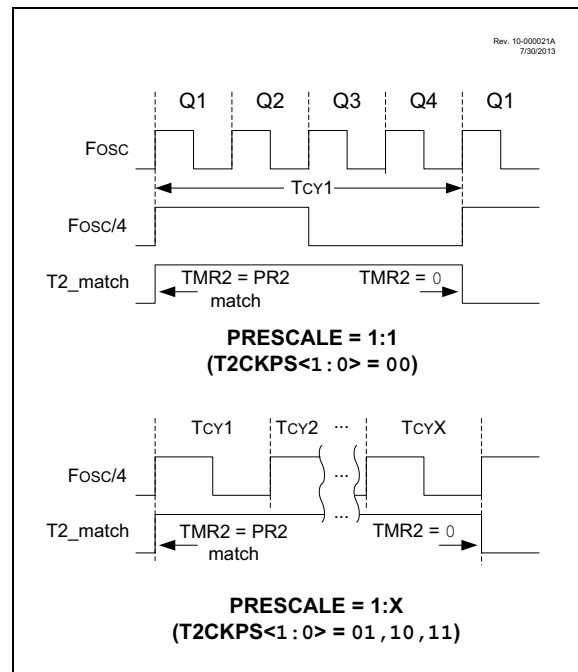 Rev. 10-000021A
7/30/2013
Q1 Q2 Q3 Q4 Q1
FOSC
TCY1
FOSC/4
T2_match
TMR2 = PR2
match
TMR2 = 0
PRESCALE = 1:1
(T2CKPS<1:0> = 00)
TCY1 TCY2 ... TCYX
FOSC/4
...
T2_match
...
TMR2 = PR2
match
TMR2 = 0
PRESCALE = 1:X
(T2CKPS<1:0> = 01,10,11)